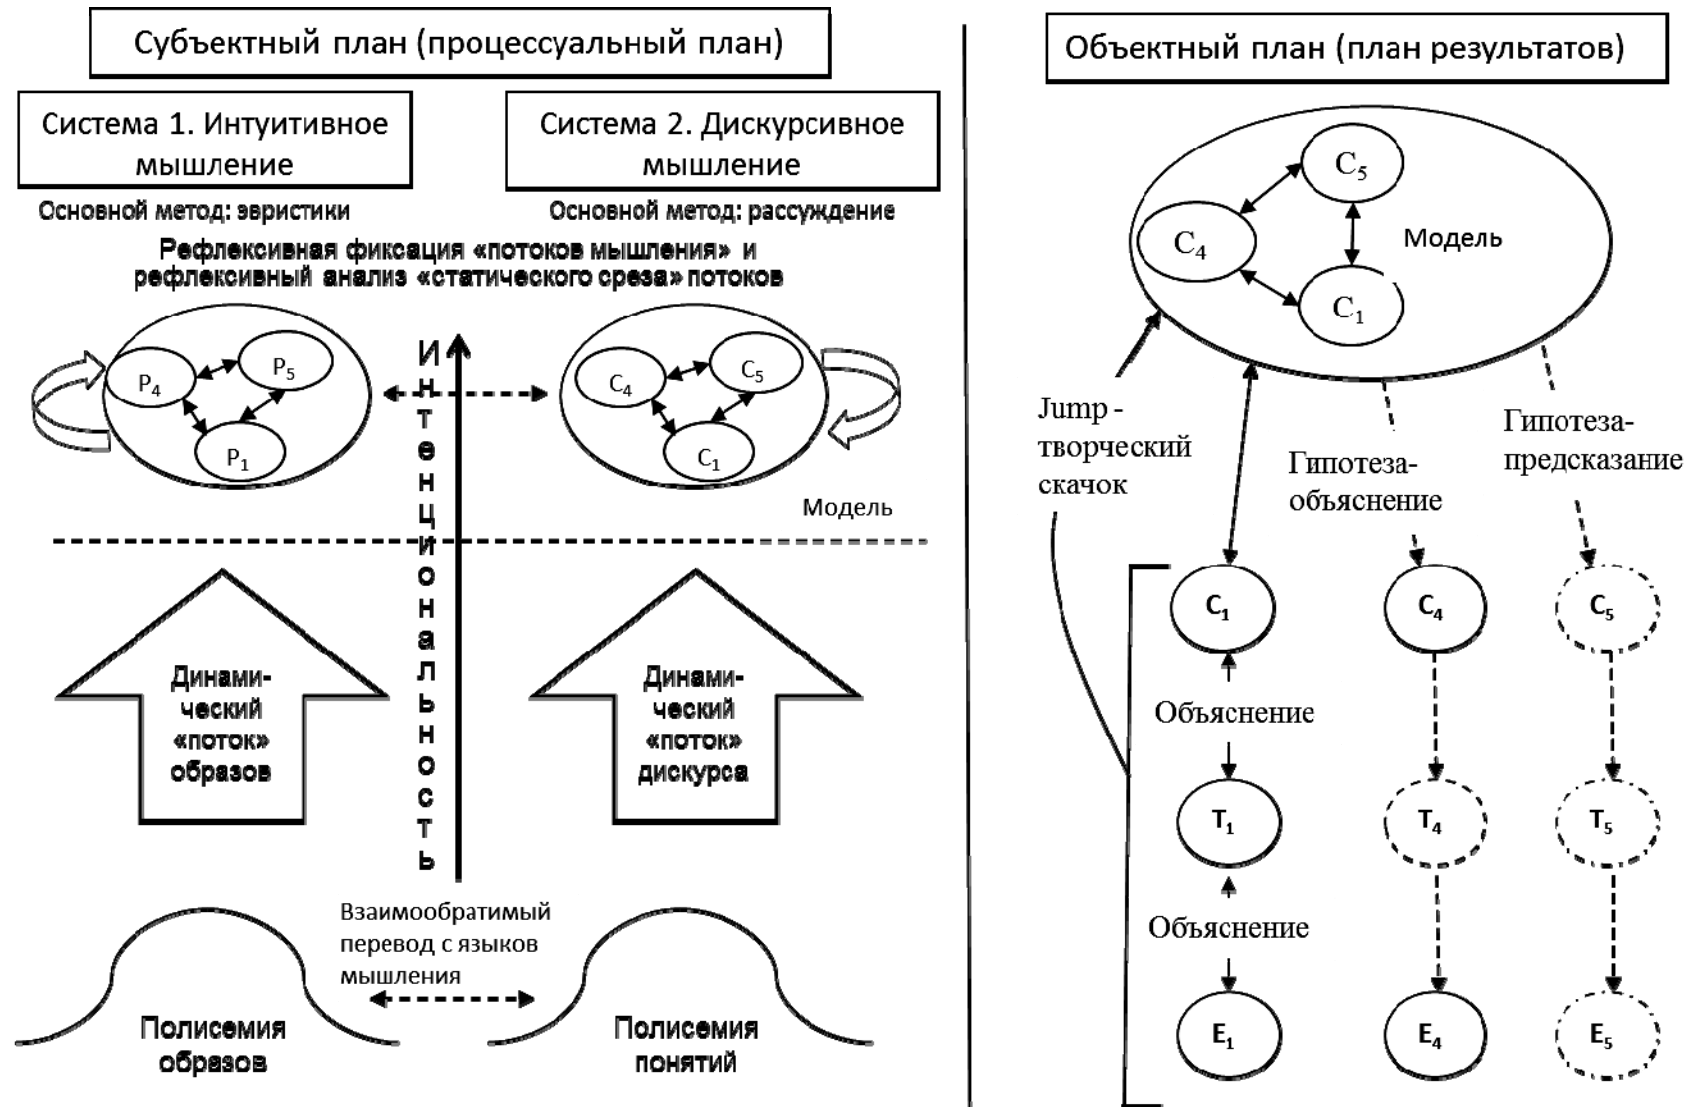 Субъектный план (процессуальный план)
Система 1. Интуитивное
мышление
Система 2. Дискурсивное
мышление
Основной метод: эвристики
Основной метод: рассуждение
Рефлексивная фиксация «потоков мышления» и
рефлексивный анализ «статического среза» потоков
P4
P5
P1
C4
C5
C1
Интенциональность
Модель
Динами-
ческий
«поток»
образов
Динами-
ческий
«поток»
дискурса
Взаимообратимый
перевод с языков
мышления
Полисемия
образов
Полисемия
понятий
Объектный план (план результатов)
C5
C4
C1
Модель
Jump -
творческий
скачок
Гипотеза-
объяснение
Гипотеза-
предсказание
C1
C4
C5
Объяснение
T1
T4
T5
Объяснение
E1
E4
E5